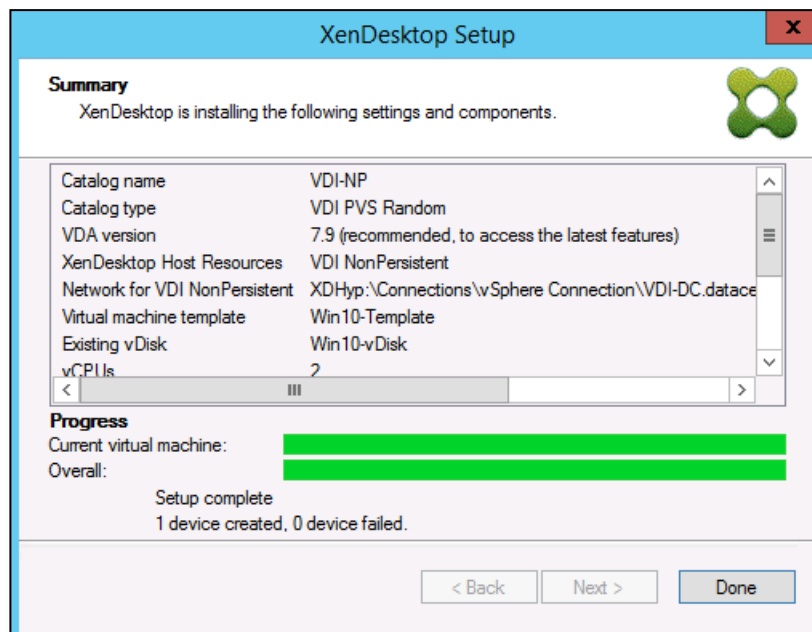 XenDesktop Setup
x
Summary
XenDesktop is installing the following settings and components.
Catalog name VDI-NP
Catalog type VDI PVS Random
VDA version 7.9 (recommended, to access the latest features)
XenDesktop Host Resources VDI NonPersistent
Network for VDI NonPersistent XDHyp:\Connections\vSphere Connection\VDI-DC.datace
Virtual machine template Win10-Template
Existing vDisk Win10-vDisk
vCPUs 2
Progress
Current virtual machine:
Overall:
Setup complete
1 device created, 0 device failed.
< Back Next > Done